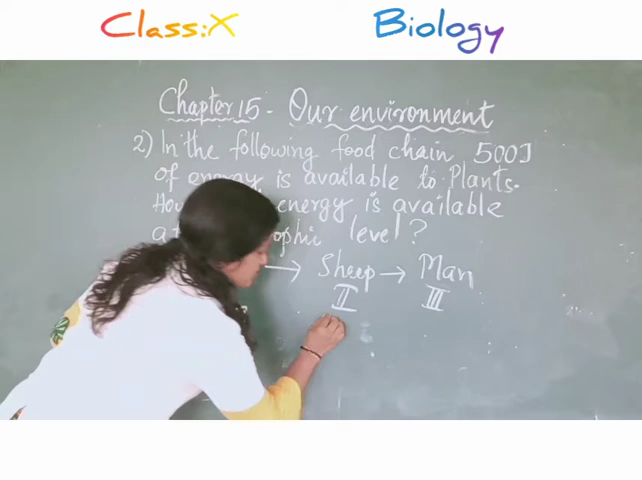 Class:X Biology
Chapter 15 - Our environment
2) In the following food chain 500J
of energy is available to Plants.
energy is available
level?
→ Sheep → Man
II III